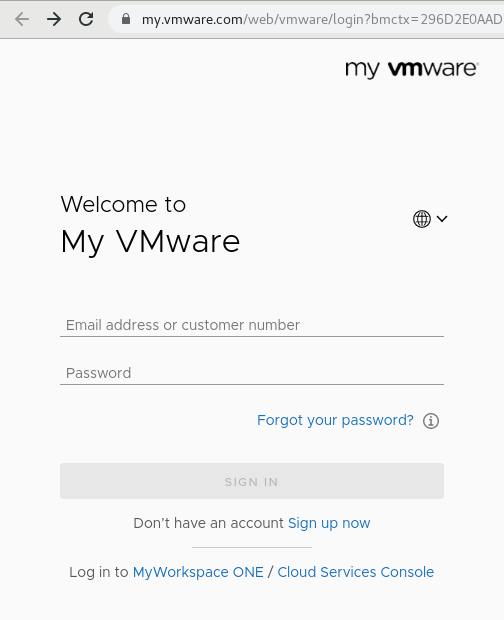 my.vmware.com/web/vmware/login?bmctx=296D2E0AAD
my vmware
Welcome to
My VMware
Email address or customer number
Password
Forgot your password?
SIGN IN
Don't have an account Sign up now
Log in to MyWorkspace ONE / Cloud Services Console